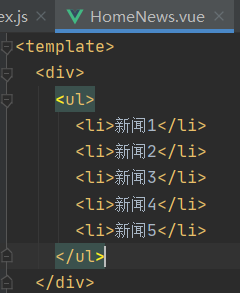 ex.js × HomeNews.vue ×
<template>
  <div>
    <ul>
      <li>新闻1</li>
      <li>新闻2</li>
      <li>新闻3</li>
      <li>新闻4</li>
      <li>新闻5</li>
    </ul>
  </div>